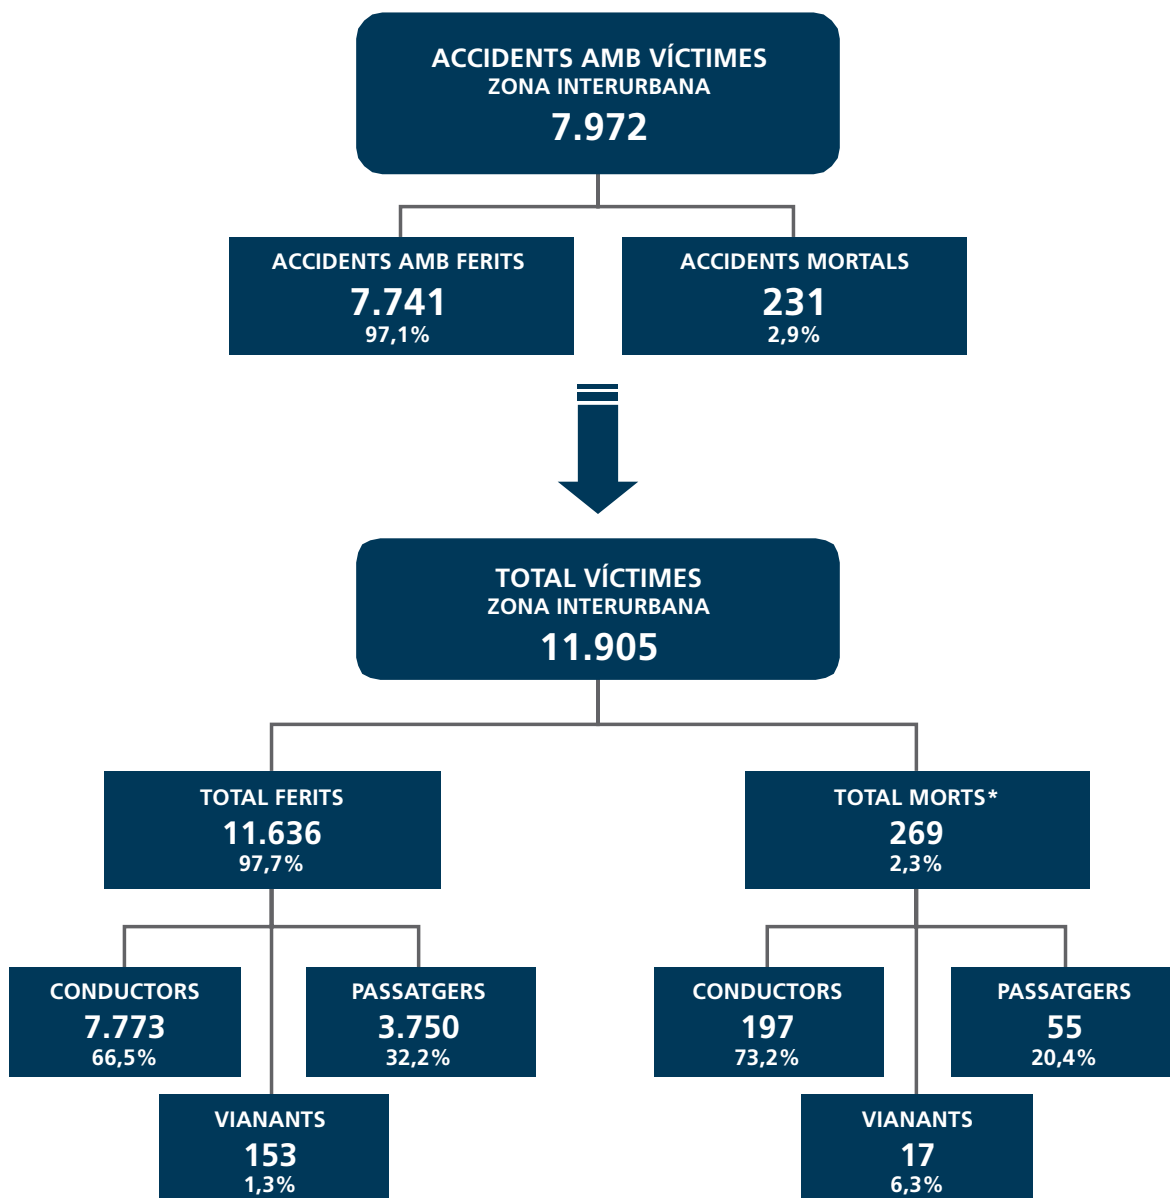 ACCIDENTS AMB VÍCTIMES
ZONA INTERURBANA
7.972
ACCIDENTS AMB FERITS
7.741
97,1%
ACCIDENTS MORTALS
231
2,9%
TOTAL VÍCTIMES
ZONA INTERURBANA
11.905
TOTAL FERITS
11.636
97,7%
TOTAL MORTS*
269
2,3%
CONDUCTORS
7.773
66,5%
PASSATGERS
3.750
32,2%
VIANANTS
153
1,3%
CONDUCTORS
197
73,2%
PASSATGERS
55
20,4%
VIANANTS
17
6,3%